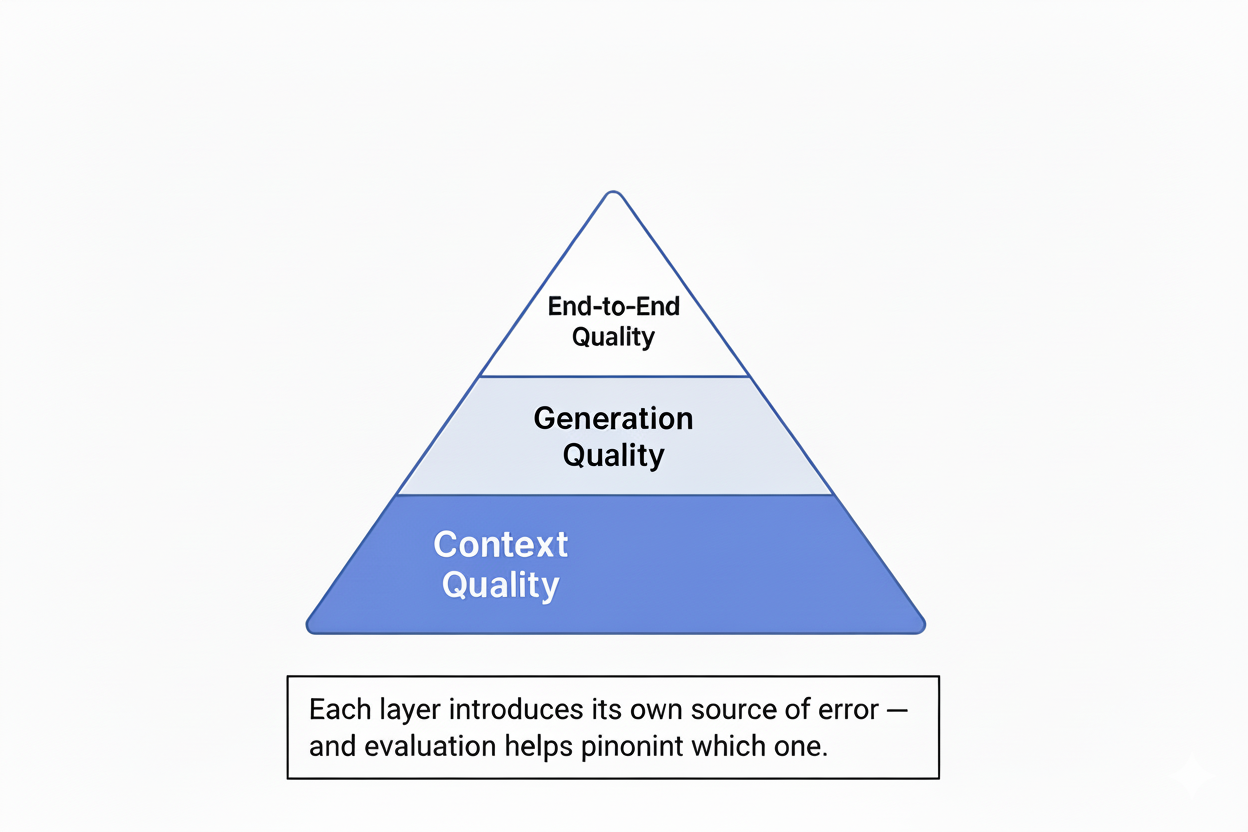 End-to-End
Quality
Generation
Quality
Context
Quality
Each layer introduces its own source of error —
and evaluation helps pinonint which one.